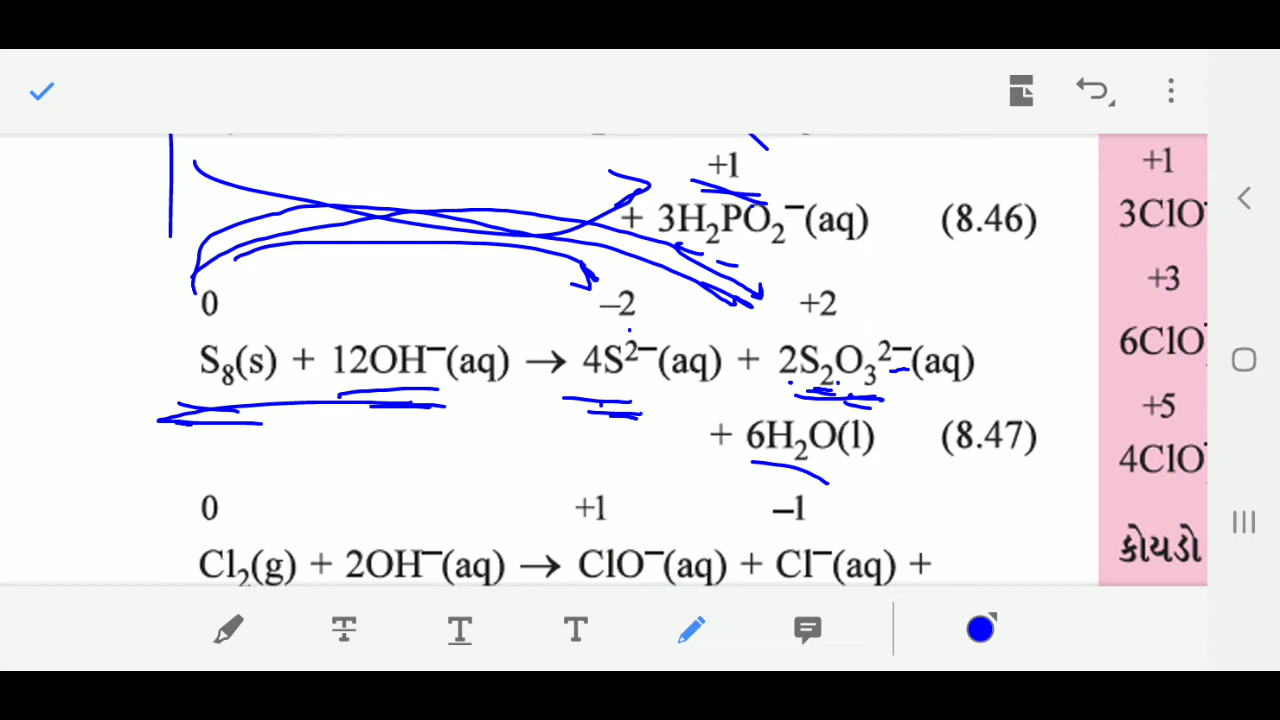 +1
+ 3H₂PO₂⁻(aq) (8.46)
0 –2 +2
S₈(s) + 12OH⁻(aq) → 4S²⁻(aq) + 2S₂O₃²⁻(aq)
+ 6H₂O(l) (8.47)
0 +1 –1
Cl₂(g) + 2OH⁻(aq) → ClO⁻(aq) + Cl⁻(aq) +
+1
3ClO⁻
+3
6ClO
+5
4ClO
કોયડો
T T T